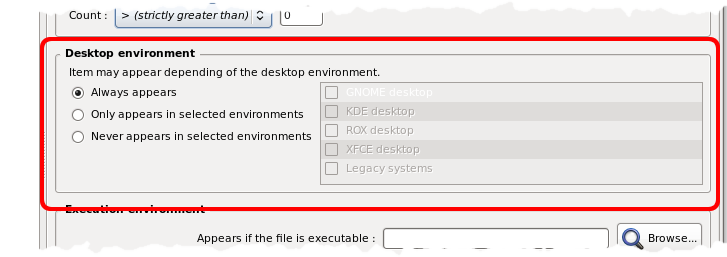 Count : > (strictly greater than) 0
Desktop environment
Item may appear depending of the desktop environment.
Always appears
Only appears in selected environments
Never appears in selected environments
GNOME desktop
KDE desktop
ROX desktop
XFCE desktop
Legacy systems
Execution environment
Appears if the file is executable : Browse...